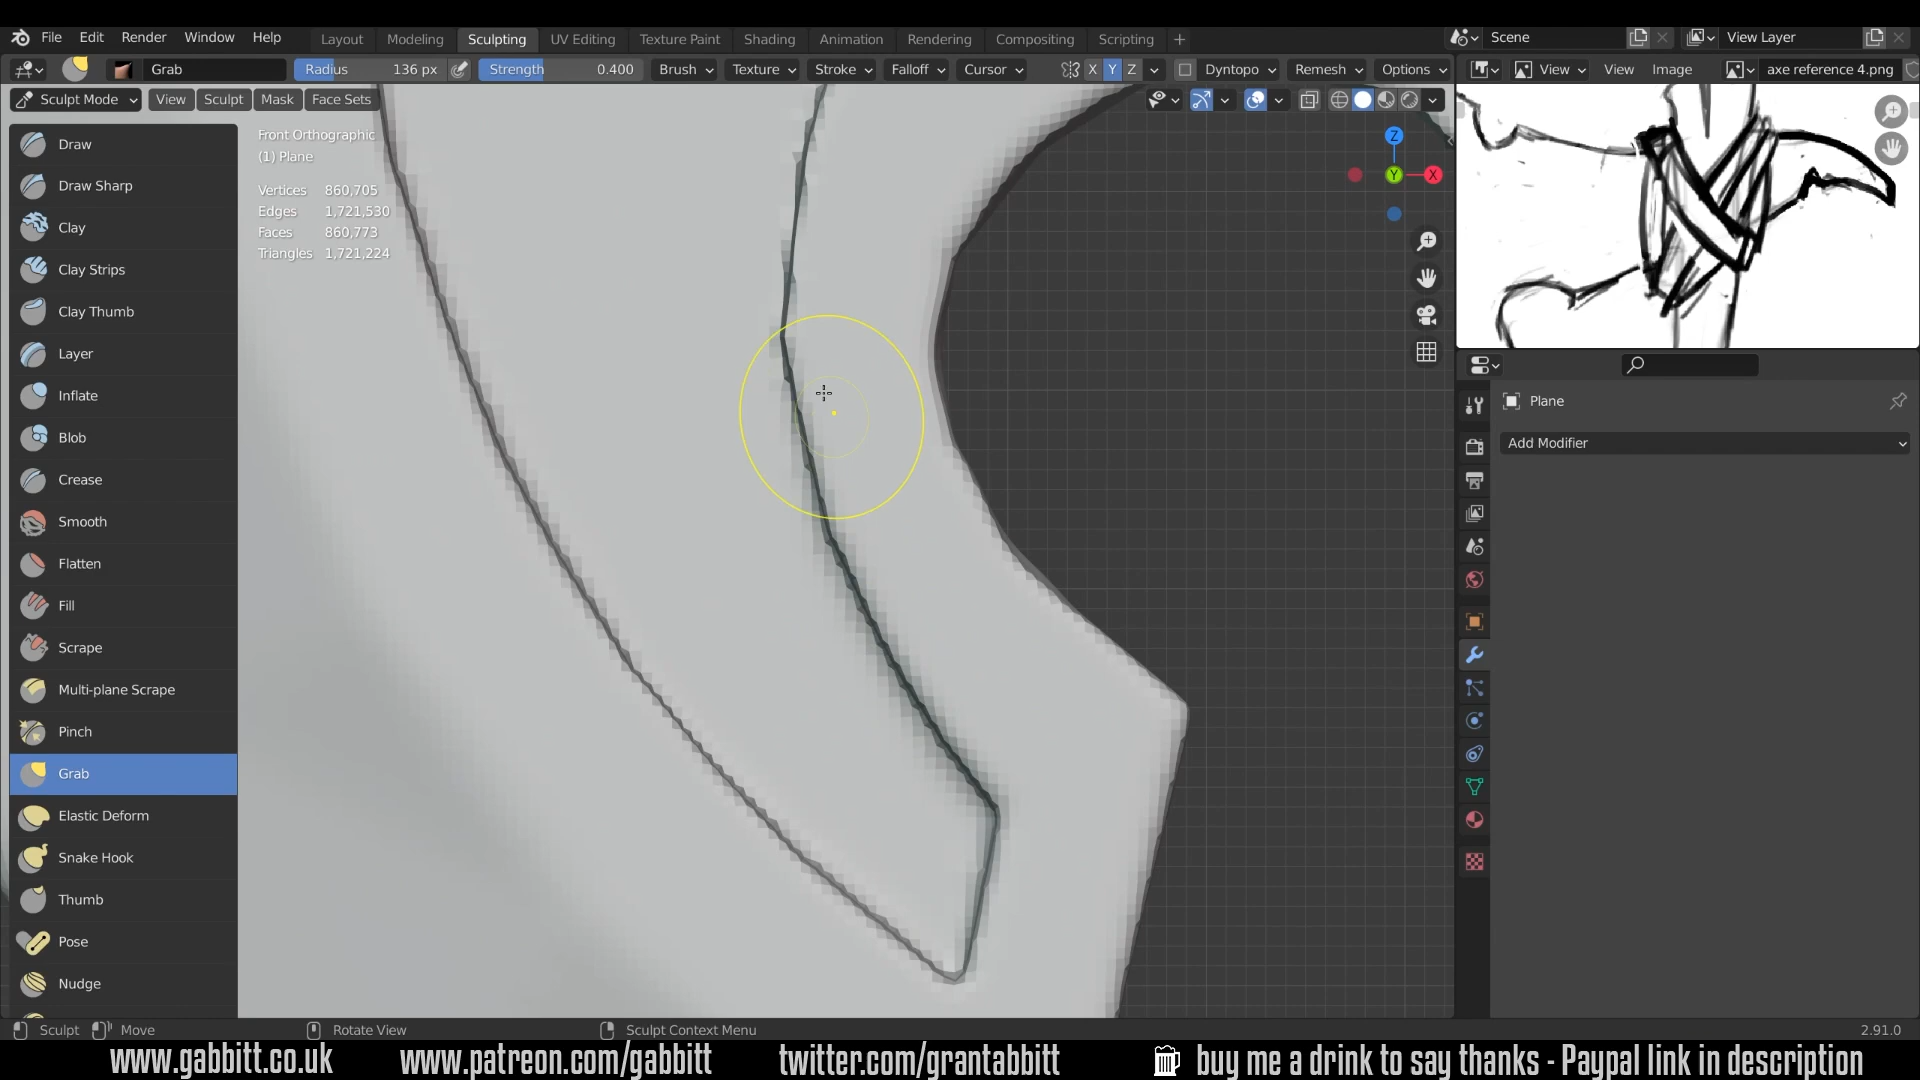 File Edit Render Window Help Layout Modeling Sculpting UV Editing Texture Paint Shading Animation Rendering Compositing Scripting + Scene View Layer
Grab Radius 136 px Strength 0.400 Brush Texture Stroke Falloff Cursor X Y Z Dyntopo Remesh Options View View Image axe reference 4.png
Sculpt Mode View Sculpt Mask Face Sets
Draw
Draw Sharp
Clay
Clay Strips
Clay Thumb
Layer
Inflate
Blob
Crease
Smooth
Flatten
Fill
Scrape
Multi-plane Scrape
Pinch
Grab
Elastic Deform
Snake Hook
Thumb
Pose
Nudge
Front Orthographic
(1) Plane
Vertices 860,705
Edges 1,721,530
Faces 860,773
Triangles 1,721,224
Z
Y
X
Plane
Add Modifier
Sculpt Move Rotate View Sculpt Context Menu 2.91.0
www.gabbitt.co.uk www.patreon.com/gabbitt twitter.com/grantabbitt buy me a drink to say thanks - Paypal link in description